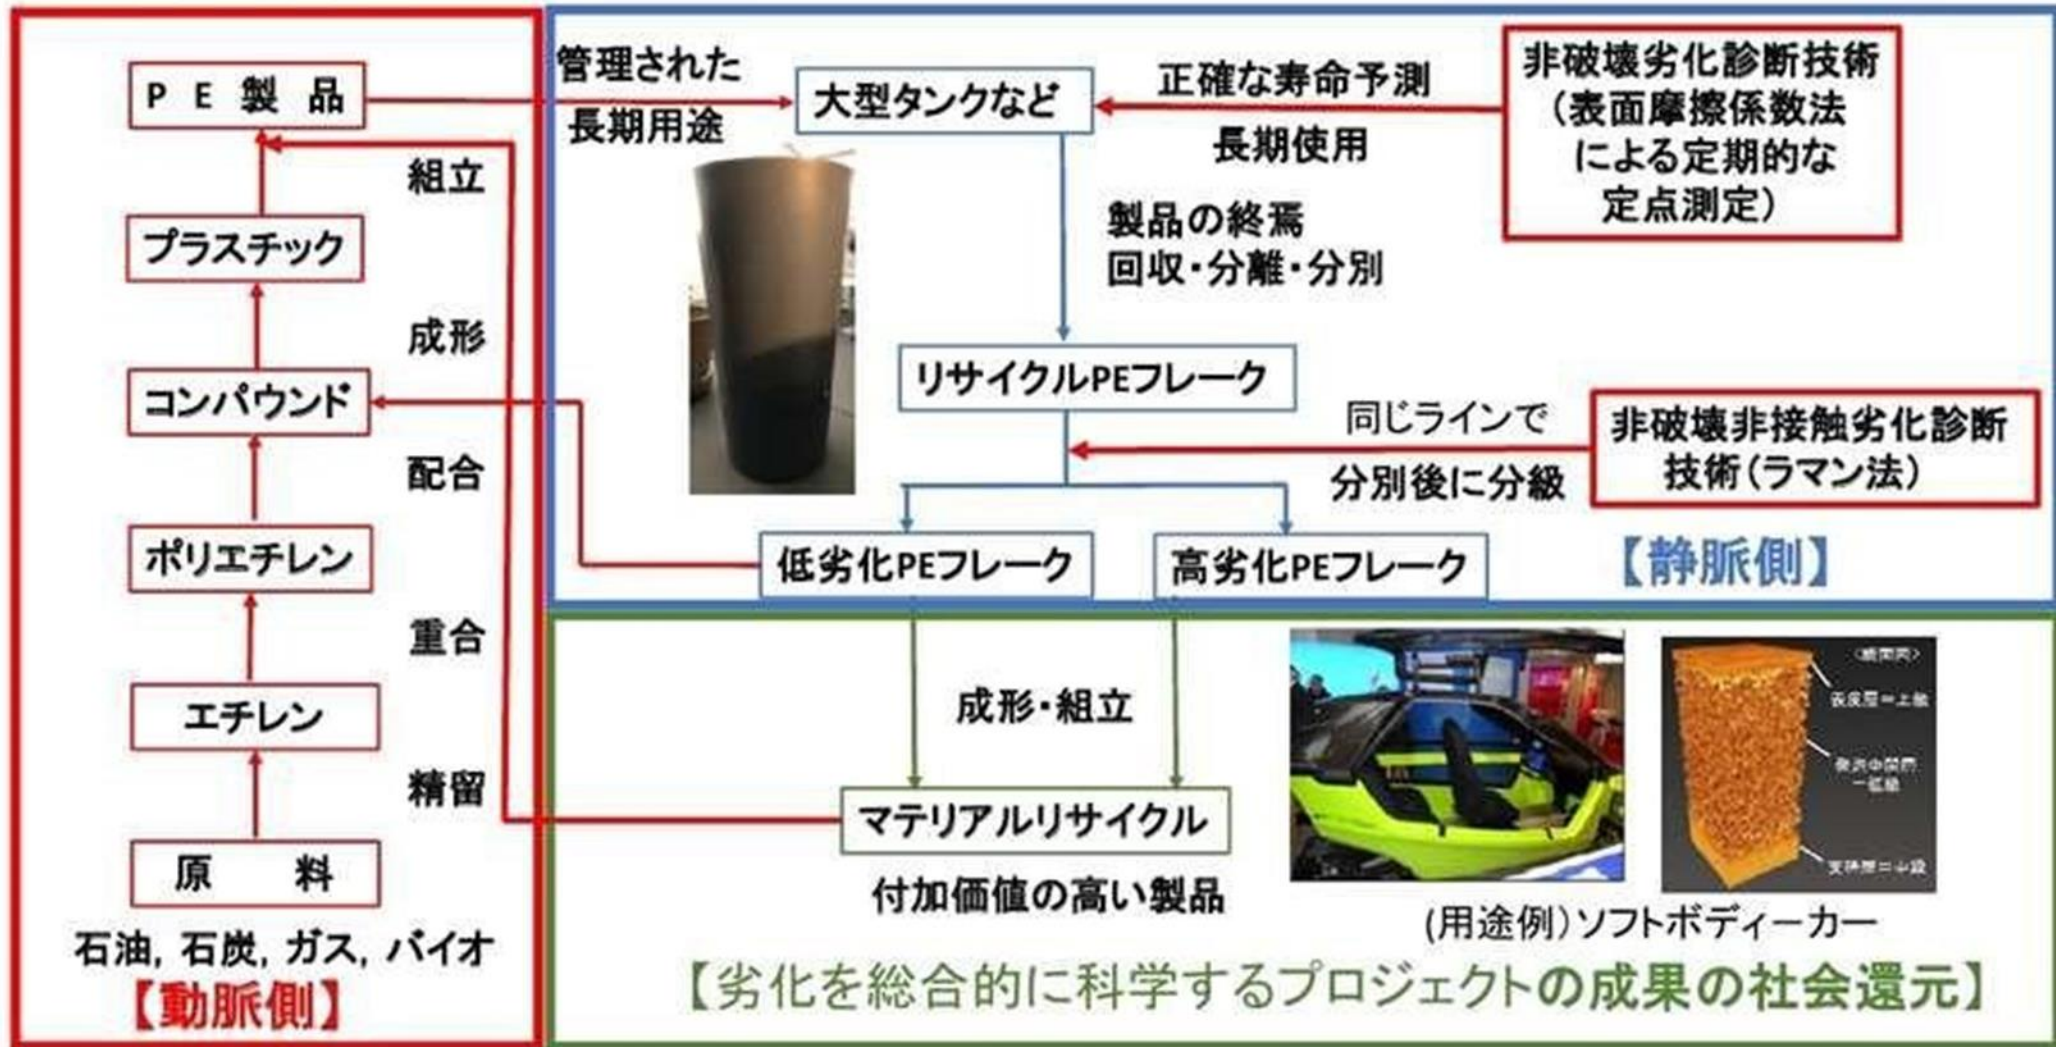 PE製品
組立
プラスチック
成形
コンパウンド
配合
ポリエチレン
重合
エチレン
精留
原料
石油, 石炭, ガス, バイオ
【動脈側】
管理された
長期用途
大型タンクなど
正確な寿命予測
長期使用
非破壊劣化診断技術
(表面摩擦係数法
による定期的な
定点測定)
製品の終焉
回収・分離・分別
リサイクルPEフレーク
同じラインで
分別後に分級
非破壊非接触劣化診断
技術(ラマン法)
低劣化PEフレーク
高劣化PEフレーク
【静脈側】
成形・組立
マテリアルリサイクル
付加価値の高い製品
(用途例)ソフトボディーカー
【劣化を総合的に科学するプロジェクトの成果の社会還元】